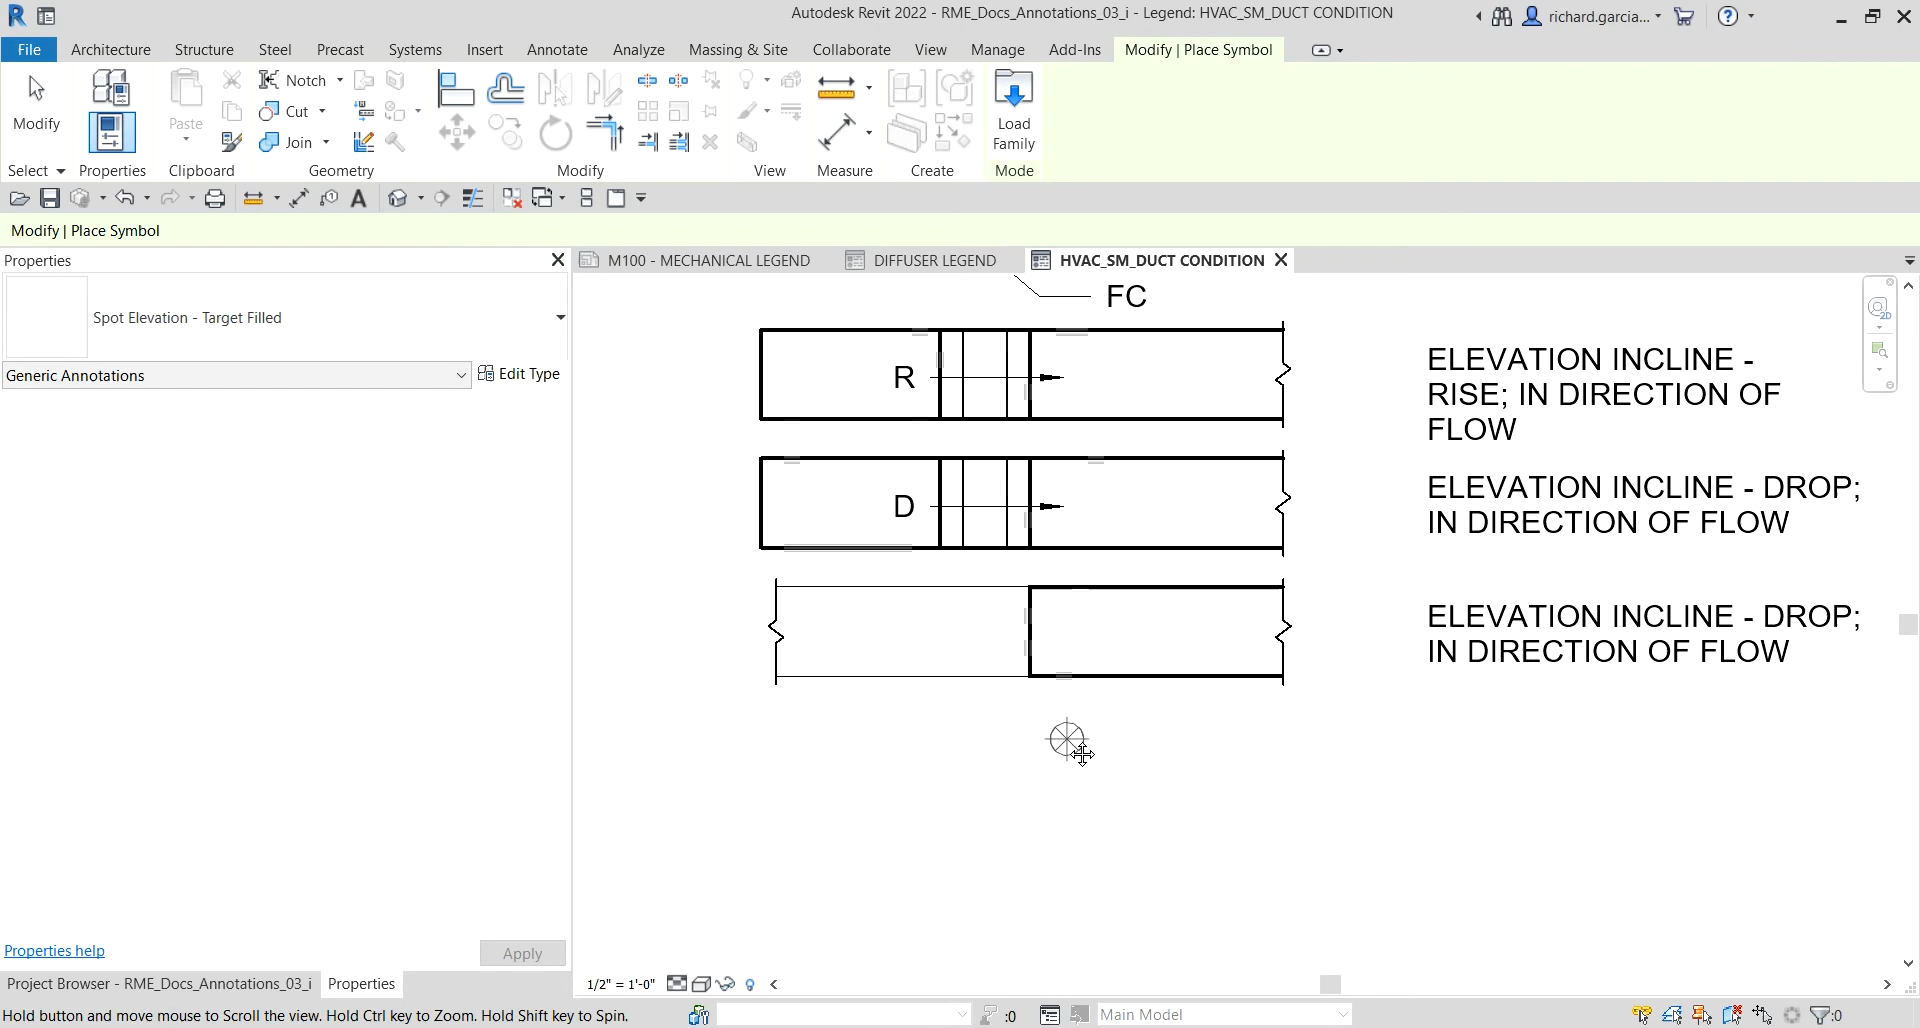 Autodesk Revit 2022 - RME_Docs_Annotations_03_i - Legend: HVAC_SM_DUCT CONDITION
richard.garcia...
File Architecture Structure Steel Precast Systems Insert Annotate Analyze Massing & Site Collaborate View Manage Add-Ins Modify | Place Symbol
Modify
Paste
Notch
Cut
Join
Load
Family
Select Properties Clipboard Geometry Modify View Measure Create Mode
Modify | Place Symbol
Properties
M100 - MECHANICAL LEGEND DIFFUSER LEGEND HVAC_SM_DUCT CONDITION
Spot Elevation - Target Filled
Generic Annotations
Edit Type
FC
R
ELEVATION INCLINE -
RISE; IN DIRECTION OF
FLOW
D
ELEVATION INCLINE - DROP;
IN DIRECTION OF FLOW
ELEVATION INCLINE - DROP;
IN DIRECTION OF FLOW
2D
Properties help
Apply
Project Browser - RME_Docs_Annotations_03_i Properties
1/2" = 1'-0"
Hold button and move mouse to Scroll the view. Hold Ctrl key to Zoom. Hold Shift key to Spin.
:0
Main Model
:0